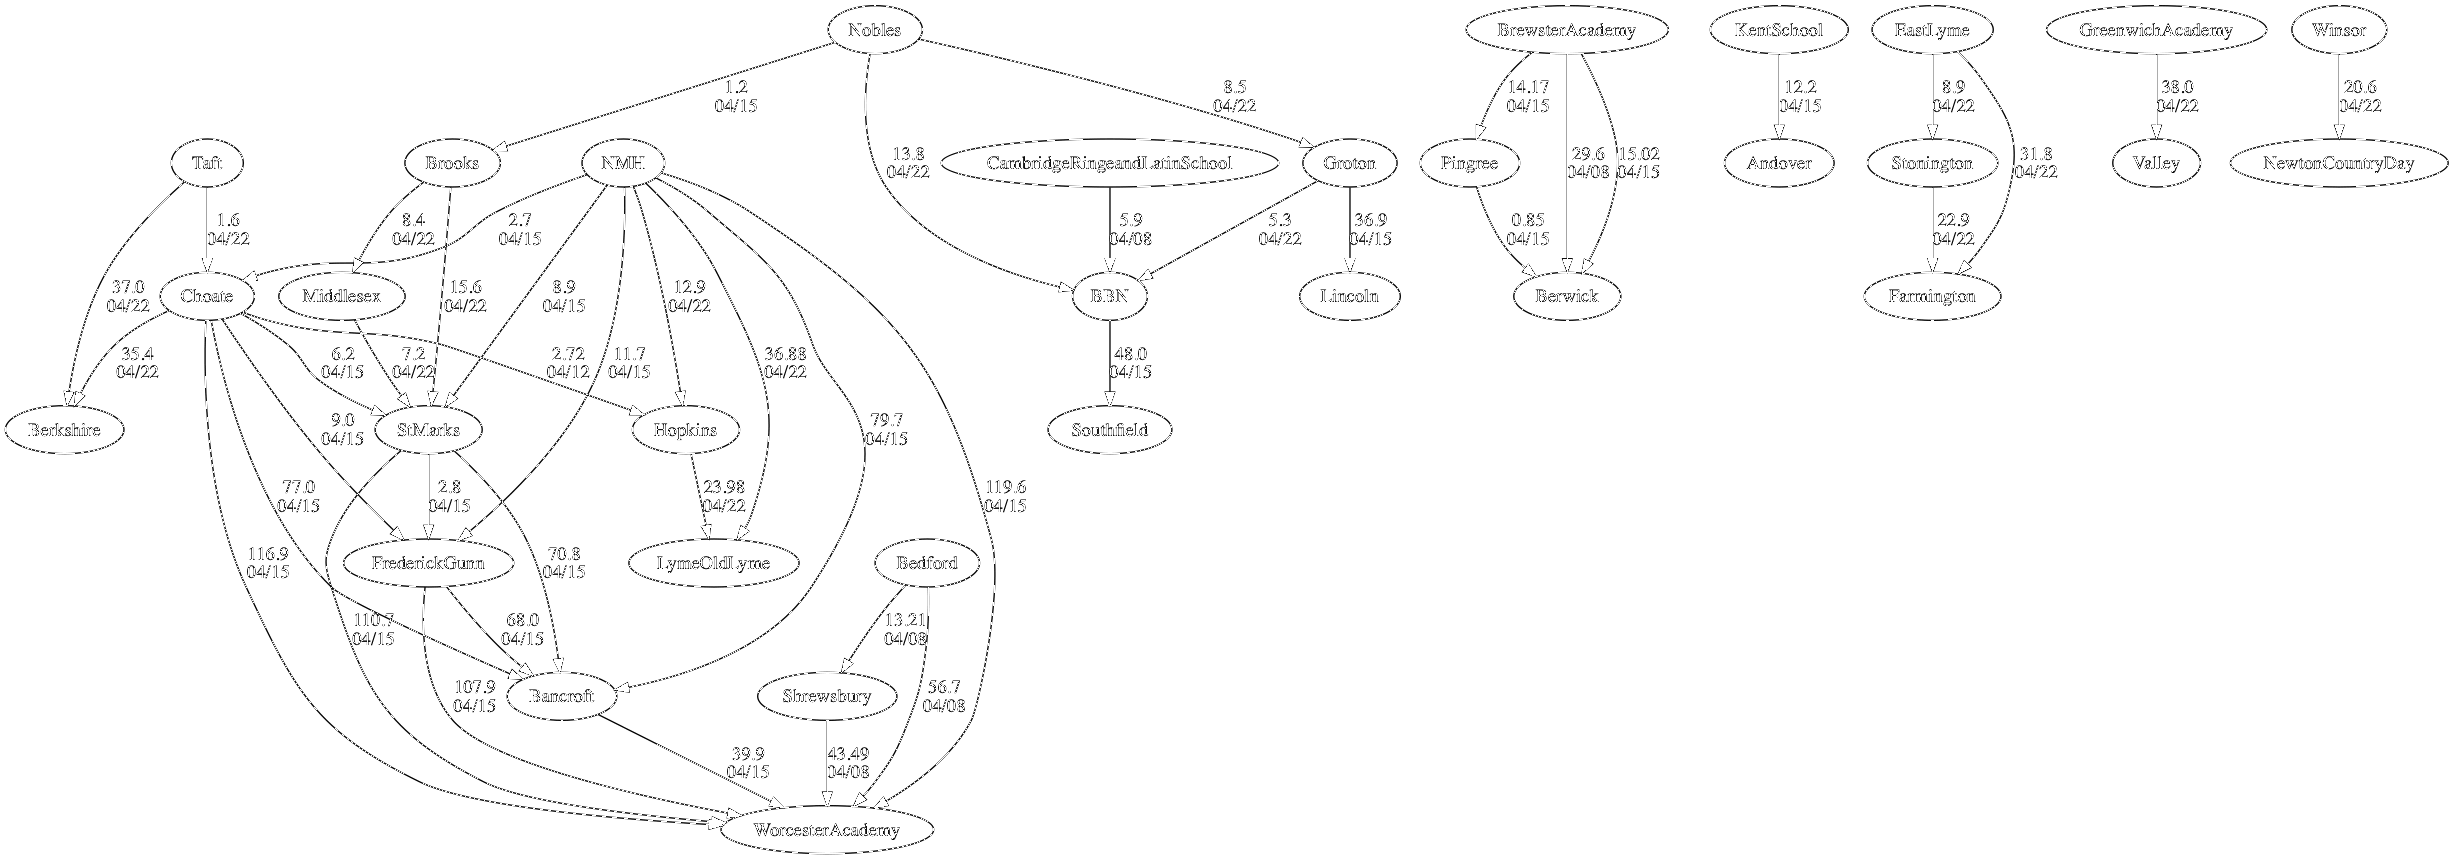 Nobles
BrewsterAcademy
KentSchool
EastLyme
GreenwichAcademy
Winsor
1.2
04/15
8.5
04/22
14.17
04/15
12.2
04/15
8.9
04/22
38.0
04/22
20.6
04/22
Taft
Brooks
NMH
13.8
04/22
CambridgeRingeandLatinSchool
Groton
Pingree
29.6
04/08
15.02
04/15
Andover
Stonington
31.8
04/22
Valley
NewtonCountryDay
1.6
04/22
8.4
04/22
2.7
04/15
5.9
04/08
5.3
04/22
36.9
04/15
0.85
04/15
22.9
04/22
37.0
04/22
Choate
Middlesex
15.6
04/22
8.9
04/15
12.9
04/22
BBN
Lincoln
Berwick
Farmington
35.4
04/22
6.2
04/15
7.2
04/22
2.72
04/12
11.7
04/15
36.88
04/22
48.0
04/15
Berkshire
9.0
04/15
StMarks
Hopkins
79.7
04/15
Southfield
77.0
04/15
2.8
04/15
23.98
04/22
119.6
04/15
116.9
04/15
FrederickGunn
70.8
04/15
LymeOldLyme
Bedford
110.7
04/15
68.0
04/15
13.21
04/08
107.9
04/15
Bancroft
Shrewsbury
56.7
04/08
39.9
04/15
43.49
04/08
WorcesterAcademy